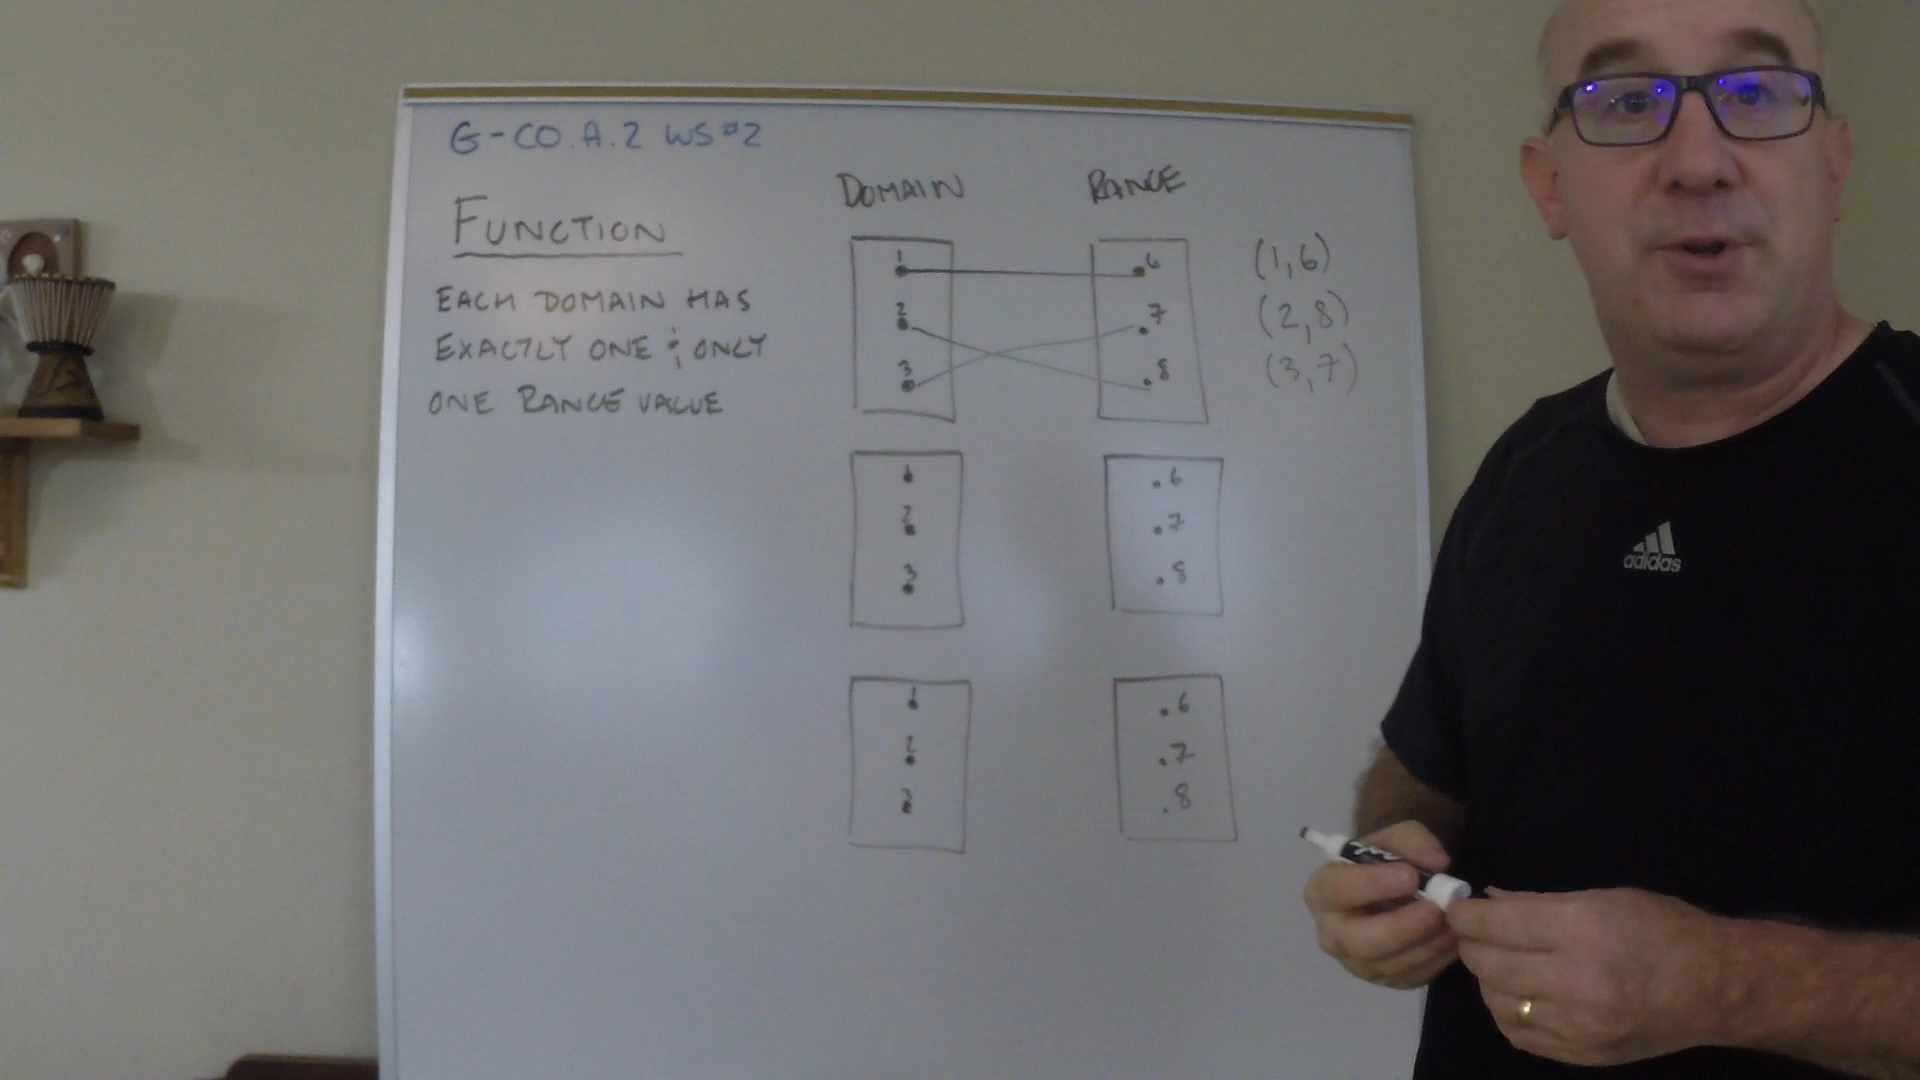 G-CO.A.2 WS#2
DOMAIN RANGE
FUNCTION
EACH DOMAIN HAS
EXACTLY ONE & ONLY
ONE RANGE VALUE
1 6 (1,6)
2 7 (2,8)
3 8 (3,7)
1 6
2 7
3 8
1 6
2 7
3 8
adidas